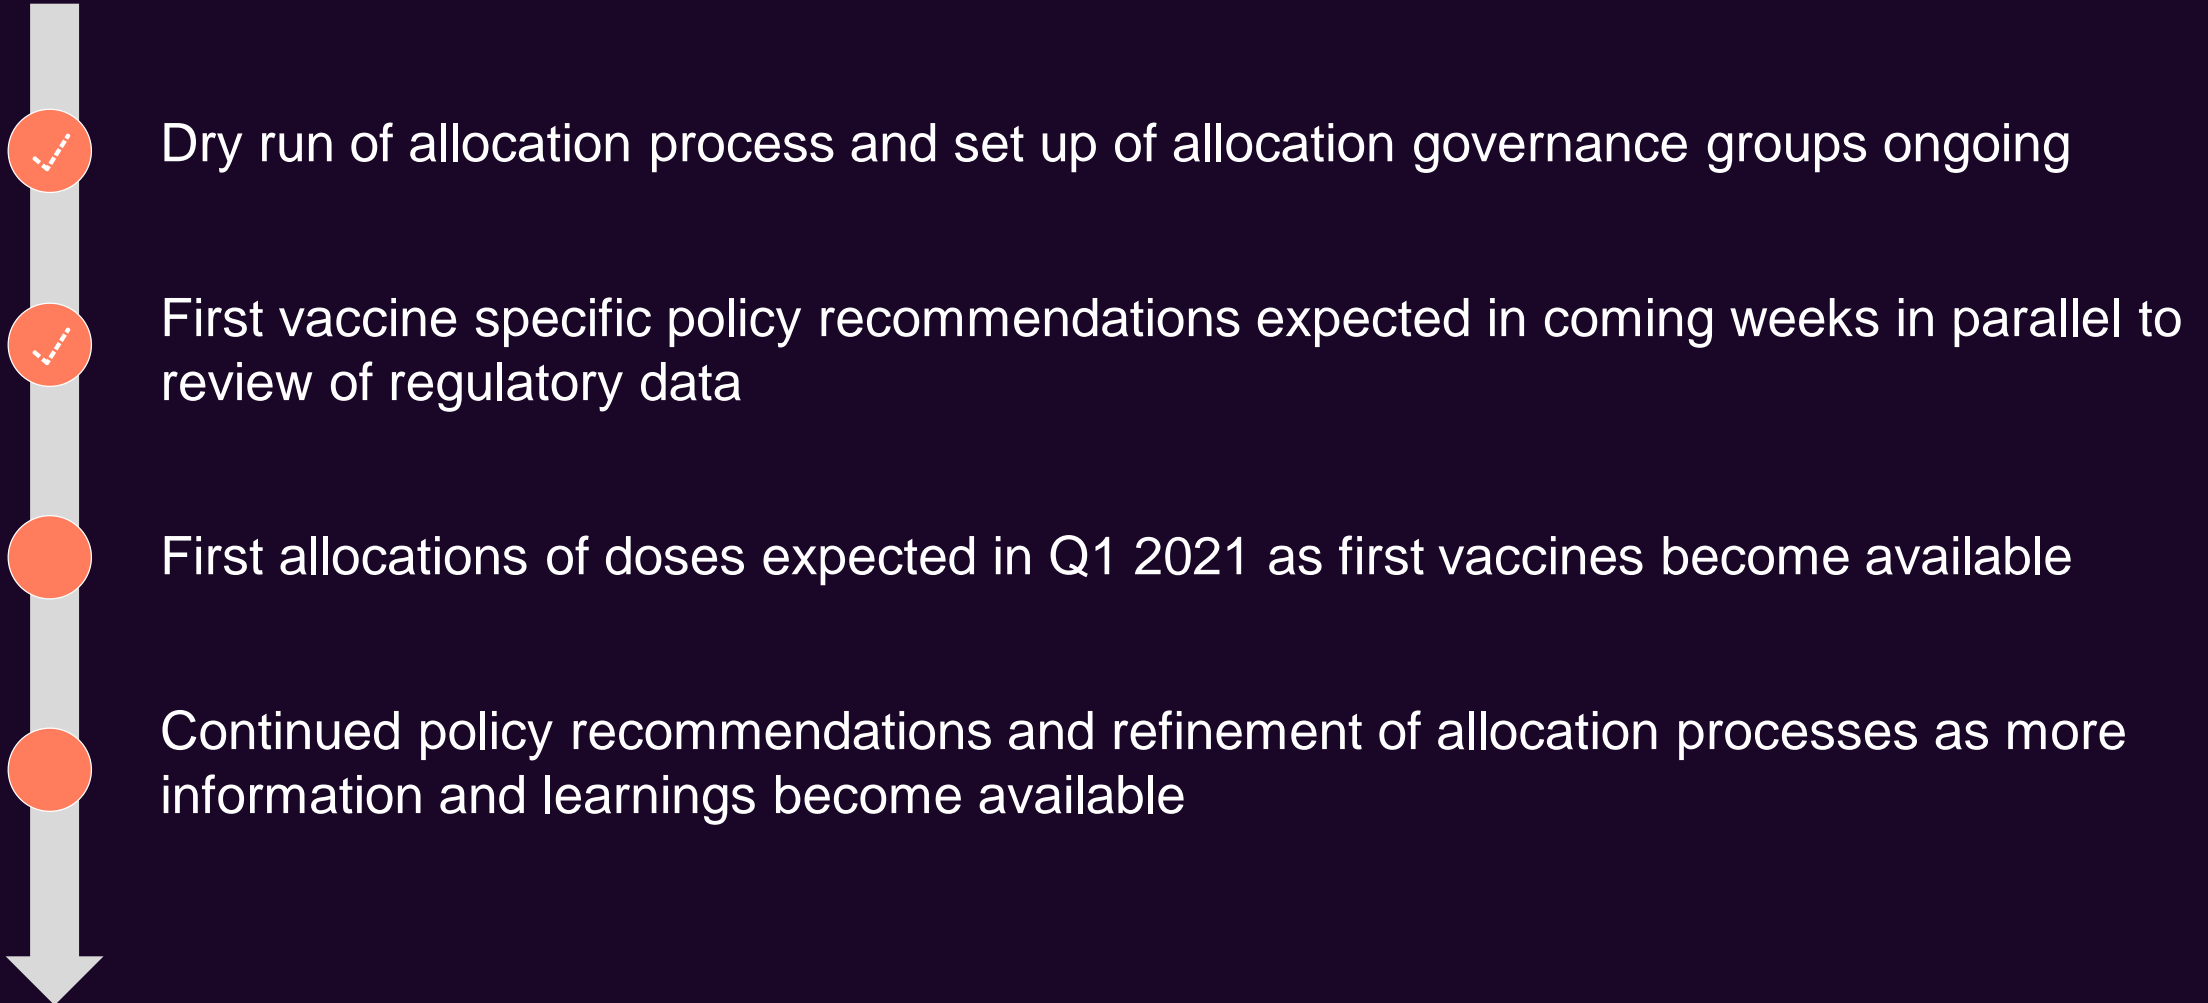 Dry run of allocation process and set up of allocation governance groups ongoing
First vaccine specific policy recommendations expected in coming weeks in parallel to
review of regulatory data
First allocations of doses expected in Q1 2021 as first vaccines become available
Continued policy recommendations and refinement of allocation processes as more
information and learnings become available